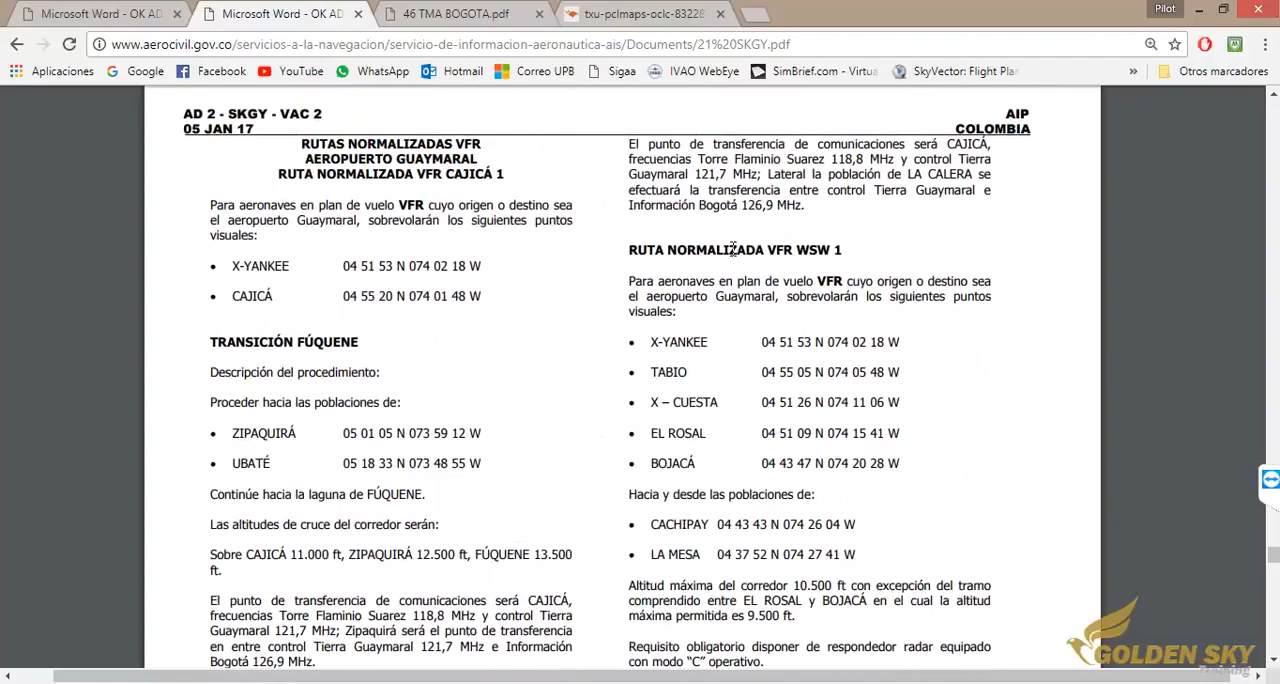 Microsoft Word - OK AD
Microsoft Word - OK AD
46 TMA BOGOTA.pdf
txu-pclmaps-oclc-83228
Pilot
www.aerocivil.gov.co/servicios-a-la-navegacion/servicio-de-informacion-aeronautica-ais/Documents/21%20SKGY.pdf
Aplicaciones
Google
Facebook
YouTube
WhatsApp
Hotmail
Correo UPB
Sigaa
IVAO WebEye
SimBrief.com - Virtua
SkyVector: Flight Plan
»
Otros marcadores
AD 2 - SKGY - VAC 2
05 JAN 17
AIP
COLOMBIA
RUTAS NORMALIZADAS VFR
AEROPUERTO GUAYMARAL
RUTA NORMALIZADA VFR CAJICÁ 1
Para aeronaves en plan de vuelo VFR cuyo origen o destino sea
el aeropuerto Guaymaral, sobrevolarán los siguientes puntos
visuales:
• X-YANKEE 04 51 53 N 074 02 18 W
• CAJICÁ 04 55 20 N 074 01 48 W
TRANSICIÓN FÚQUENE
Descripción del procedimiento:
Proceder hacia las poblaciones de:
• ZIPAQUIRÁ 05 01 05 N 073 59 12 W
• UBATÉ 05 18 33 N 073 48 55 W
Continúe hacia la laguna de FÚQUENE.
Las altitudes de cruce del corredor serán:
Sobre CAJICÁ 11.000 ft, ZIPAQUIRÁ 12.500 ft, FÚQUENE 13.500
ft.
El punto de transferencia de comunicaciones será CAJICÁ,
frecuencias Torre Flaminio Suarez 118,8 MHz y control Tierra
Guaymaral 121,7 MHz; Zipaquirá será el punto de transferencia
en entre control Tierra Guaymaral 121,7 MHz e Información
Bogotá 126,9 MHz.
El punto de transferencia de comunicaciones será CAJICÁ,
frecuencias Torre Flaminio Suarez 118,8 MHz y control Tierra
Guaymaral 121,7 MHz; Lateral la población de LA CALERA se
efectuará la transferencia entre control Tierra Guaymaral e
Información Bogotá 126,9 MHz.
RUTA NORMALIZADA VFR WSW 1
Para aeronaves en plan de vuelo VFR cuyo origen o destino sea
el aeropuerto Guaymaral, sobrevolarán los siguientes puntos
visuales:
• X-YANKEE 04 51 53 N 074 02 18 W
• TABIO 04 55 05 N 074 05 48 W
• X – CUESTA 04 51 26 N 074 11 06 W
• EL ROSAL 04 51 09 N 074 15 41 W
• BOJACÁ 04 43 47 N 074 20 28 W
Hacia y desde las poblaciones de:
• CACHIPAY 04 43 43 N 074 26 04 W
• LA MESA 04 37 52 N 074 27 41 W
Altitud máxima del corredor 10.500 ft con excepción del tramo
comprendido entre EL ROSAL y BOJACÁ en el cual la altitud
máxima permitida es 9.500 ft.
Requisito obligatorio disponer de respondedor radar equipado
con modo “C” operativo.
GOLDEN SKY
Training